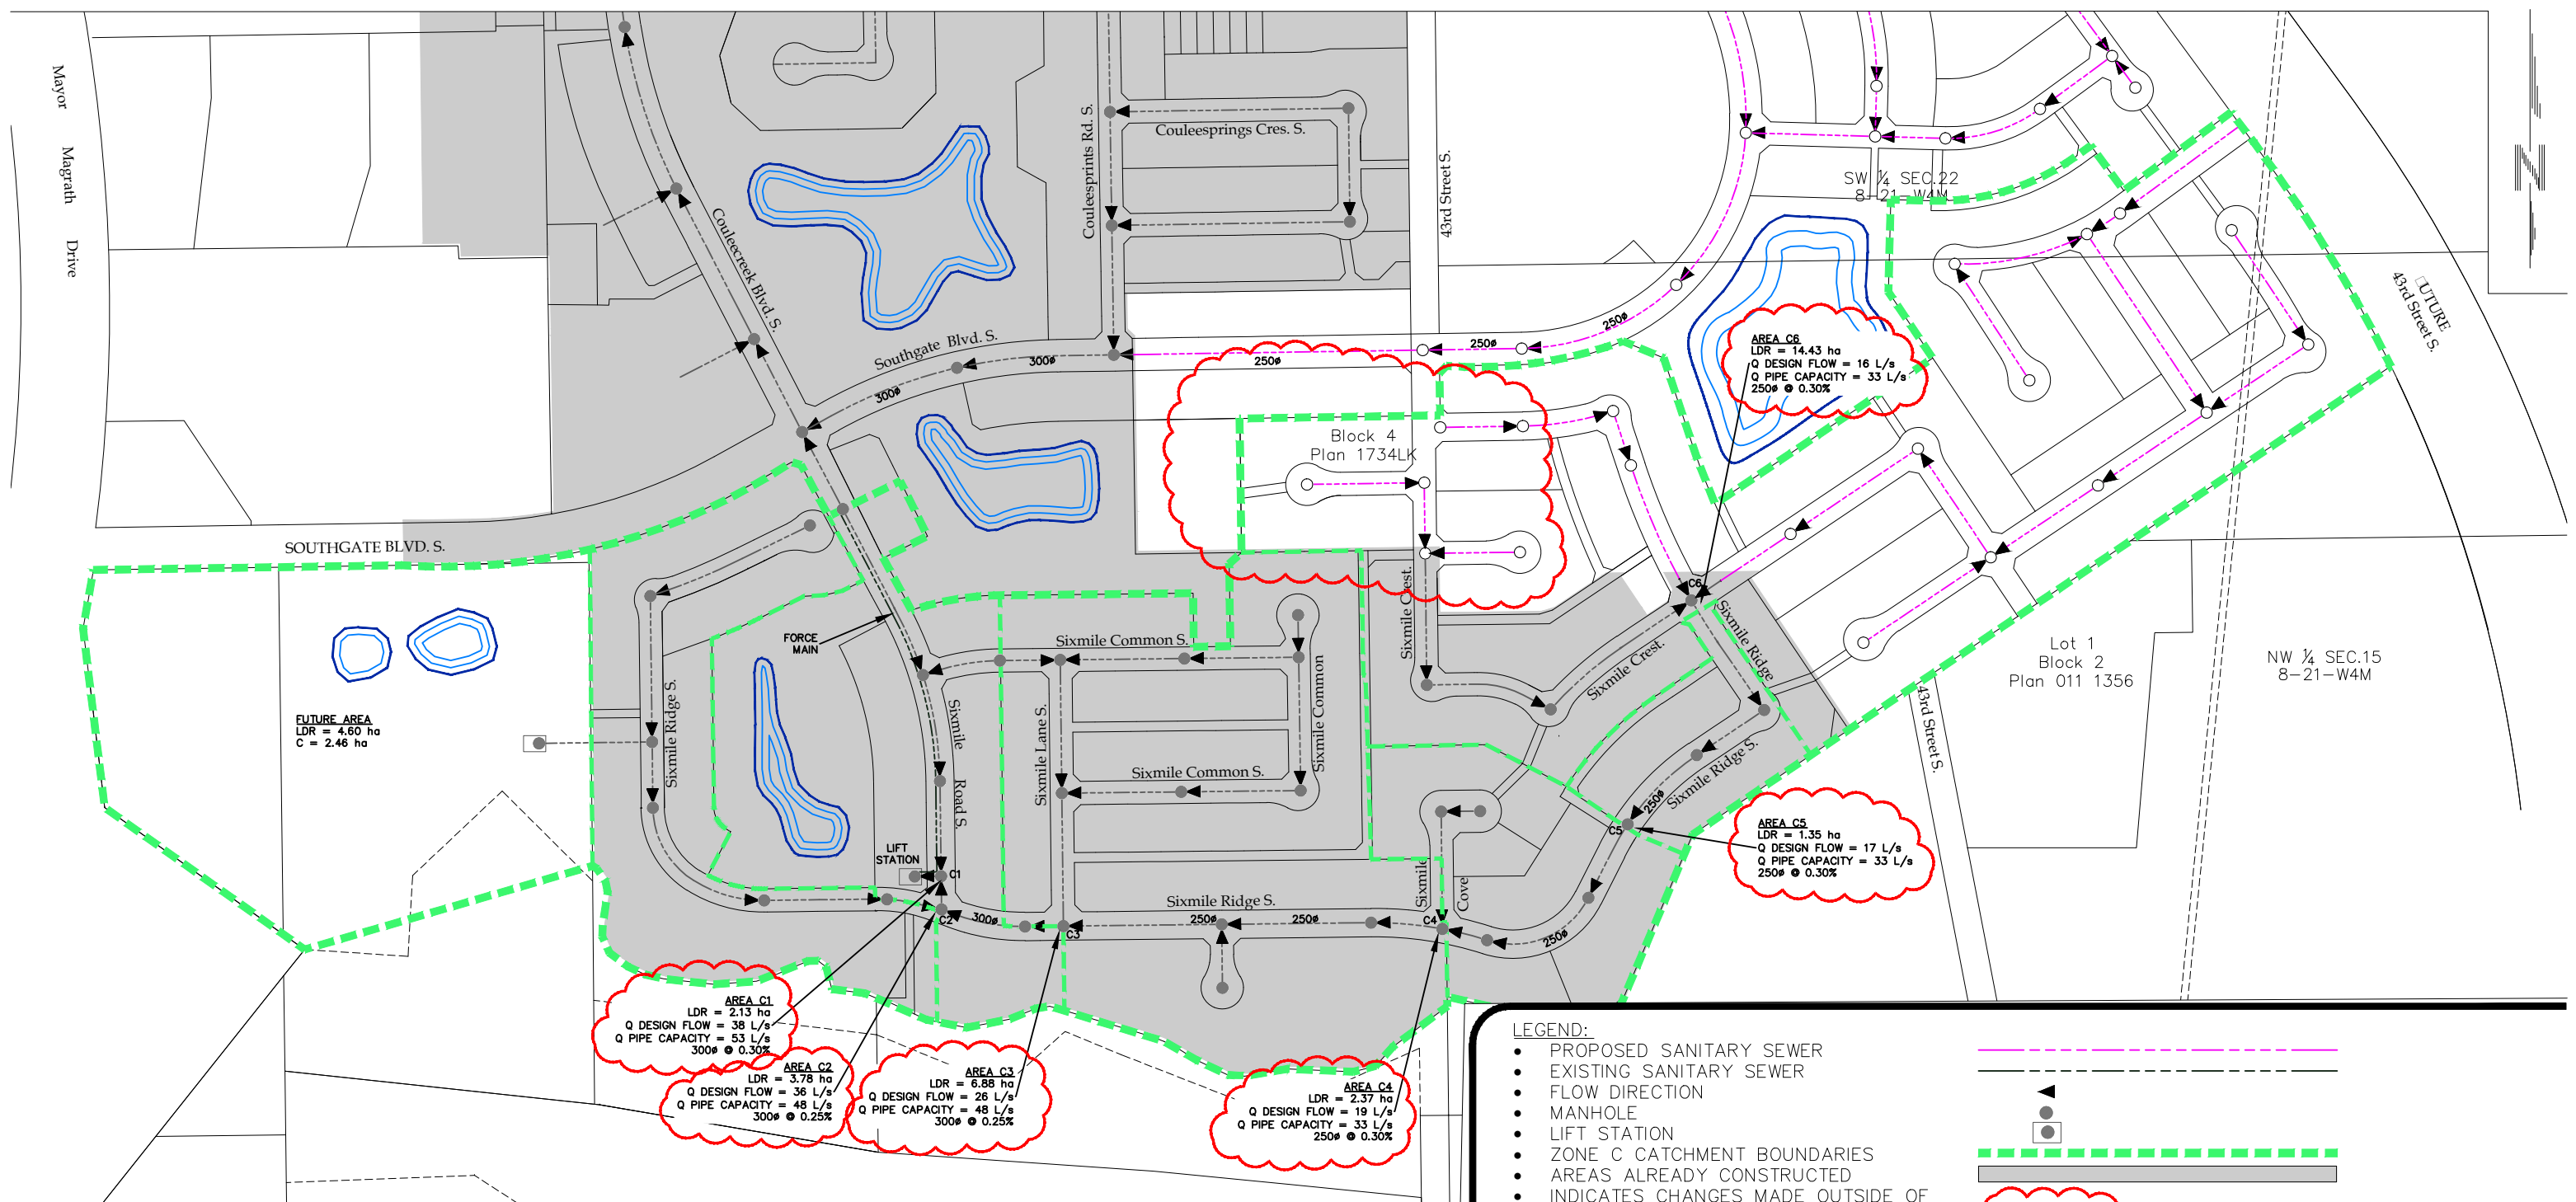 Mayor
Magrath
Drive
Couleecreek Blvd. S.
Couleesprints Rd. S.
Couleesprings Cres. S.
43rd Street S.
SW ¼ SEC.22
8-21-W4M
UTURE
43rd Street S.
N
Southgate Blvd. S.
300ø
300ø
250ø
250ø
250ø
AREA C6
LDR = 14.43 ha
Q DESIGN FLOW = 16 L/s
Q PIPE CAPACITY = 33 L/s
250ø @ 0.30%
Block 4
Plan 1734LK
SOUTHGATE BLVD. S.
FORCE
MAIN
Sixmile Common S.
Sixmile Crest.
C6
Sixmile Ridge
Sixmile Crest.
Lot 1
Block 2
Plan 011 1356
NW ¼ SEC.15
8-21-W4M
43rd Street S.
FUTURE AREA
LDR = 4.60 ha
C = 2.46 ha
Sixmile Ridge S.
Sixmile
Road S.
Sixmile Lane S.
Sixmile Common
Sixmile Common S.
Sixmile Ridge S.
250ø
C5
AREA C5
LDR = 1.35 ha
Q DESIGN FLOW = 17 L/s
Q PIPE CAPACITY = 33 L/s
250ø @ 0.30%
LIFT
STATION
C1
C2
300ø
C3
Sixmile Ridge S.
250ø
250ø
Sixmile
Cove
C4
250ø
AREA C1
LDR = 2.13 ha
Q DESIGN FLOW = 38 L/s
Q PIPE CAPACITY = 53 L/s
300ø @ 0.30%
AREA C2
LDR = 3.78 ha
Q DESIGN FLOW = 36 L/s
Q PIPE CAPACITY = 48 L/s
300ø @ 0.25%
AREA C3
LDR = 6.88 ha
Q DESIGN FLOW = 26 L/s
Q PIPE CAPACITY = 48 L/s
300ø @ 0.25%
AREA C4
LDR = 2.37 ha
Q DESIGN FLOW = 19 L/s
Q PIPE CAPACITY = 33 L/s
250ø @ 0.30%
LEGEND:
• PROPOSED SANITARY SEWER
• EXISTING SANITARY SEWER
• FLOW DIRECTION
• MANHOLE
• LIFT STATION
• ZONE C CATCHMENT BOUNDARIES
• AREAS ALREADY CONSTRUCTED
• INDICATES CHANGES MADE OUTSIDE OF